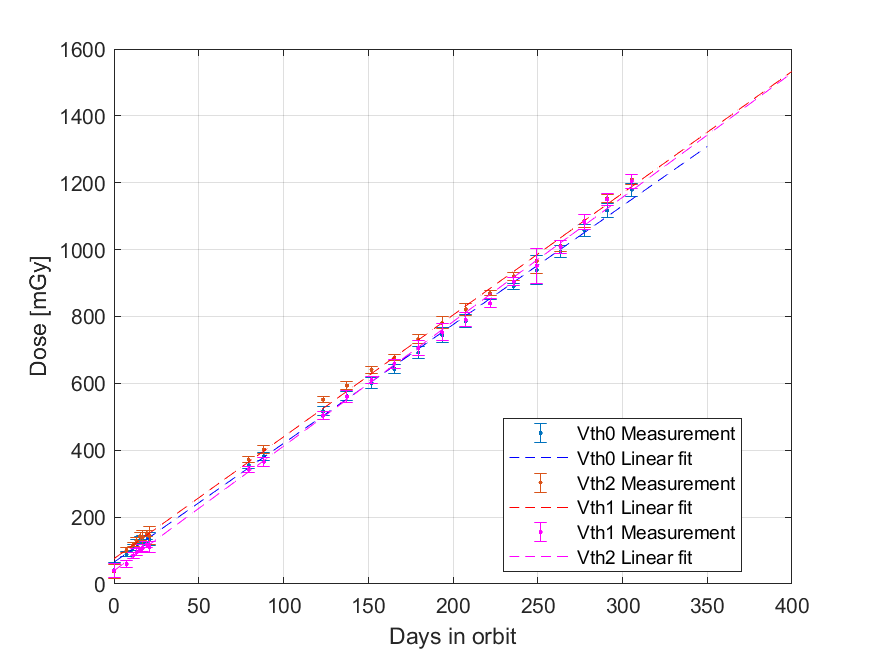 1600
1400
1200
1000
800
600
400
200
0
Dose [mGy]
0 50 100 150 200 250 300 350 400
Days in orbit
Vth0 Measurement
Vth0 Linear fit
Vth2 Measurement
Vth1 Linear fit
Vth1 Measurement
Vth2 Linear fit